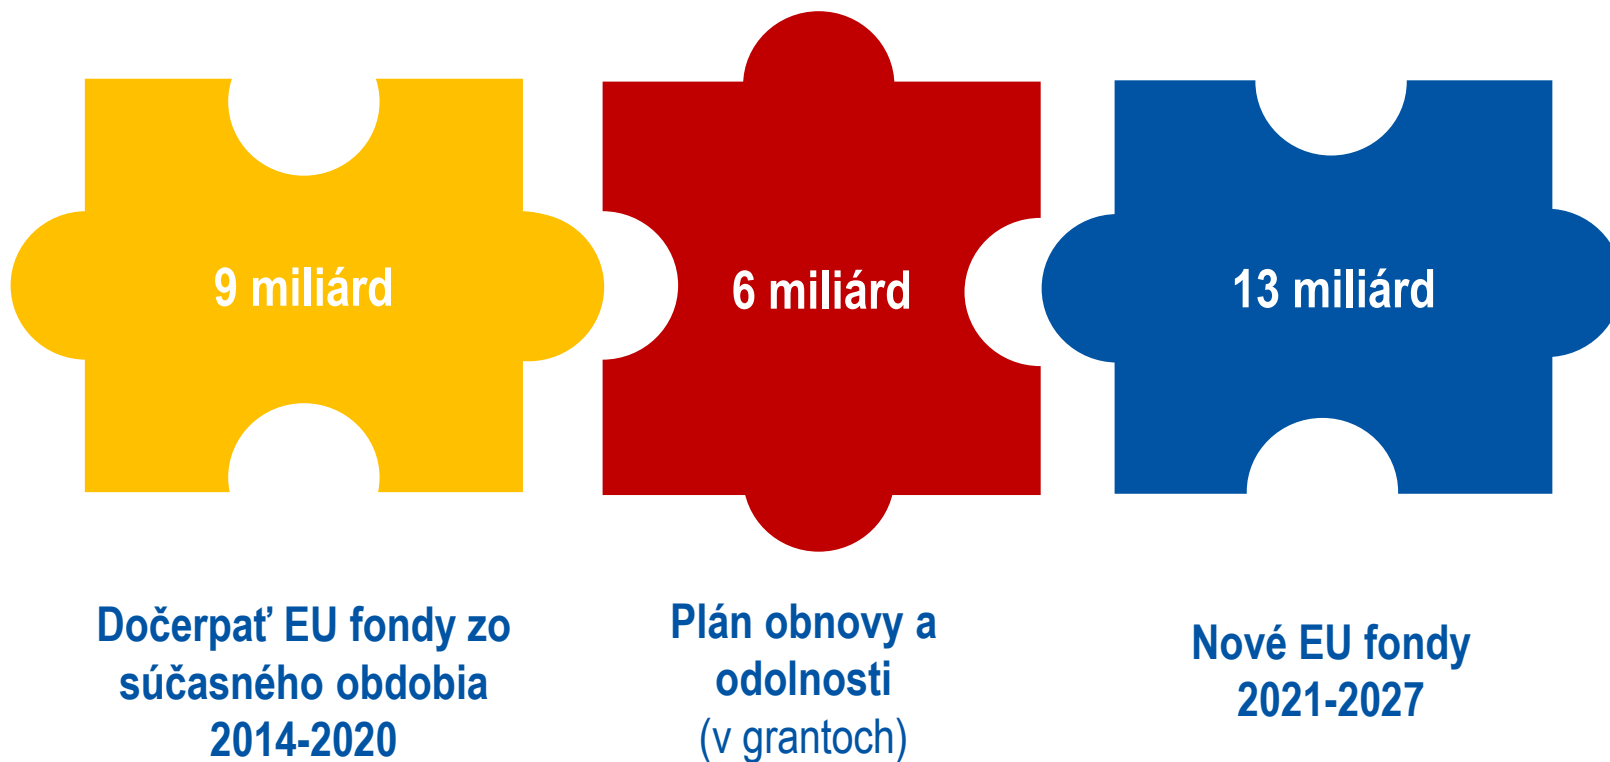 9 miliárd
6 miliárd
13 miliárd
Dočerpať EU fondy zo
súčasného obdobia
2014-2020
Plán obnovy a
odolnosti
(v grantoch)
Nové EU fondy
2021-2027